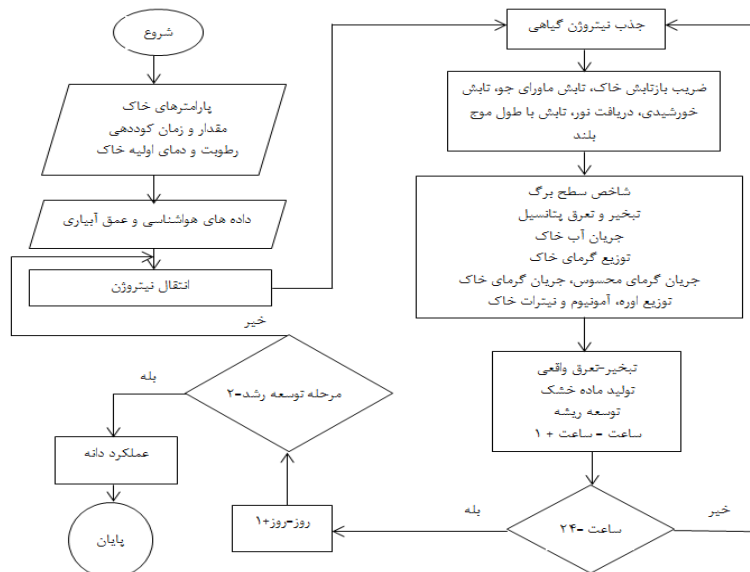 شروع
پارامترهای خاک
مقدار و زمان کوددهی
رطوبت و دمای اولیه خاک
داده های هواشناسی و عمق آبیاری
انتقال نیتروژن
جذب نیتروژن گیاهی
ضریب بازتابش خاک، تابش ماورای جو، تابش
خورشیدی، دریافت نور، تابش با طول موج
بلند
شاخص سطح برگ
تبخیر و تعرق پتانسیل
جریان آب خاک
توزیع گرمای خاک
جریان گرمای محسوس، جریان گرمای خاک
توزیع اوره، آمونیوم و نیترات خاک
تبخیر-تعرق واقعی
تولید ماده خشک
توسعه ریشه
ساعت = ساعت + ۱
ساعت =۲۴
خیر
بله
روز=روز+۱
مرحله توسعه رشد=۲
خیر
بله
عملکرد دانه
پایان